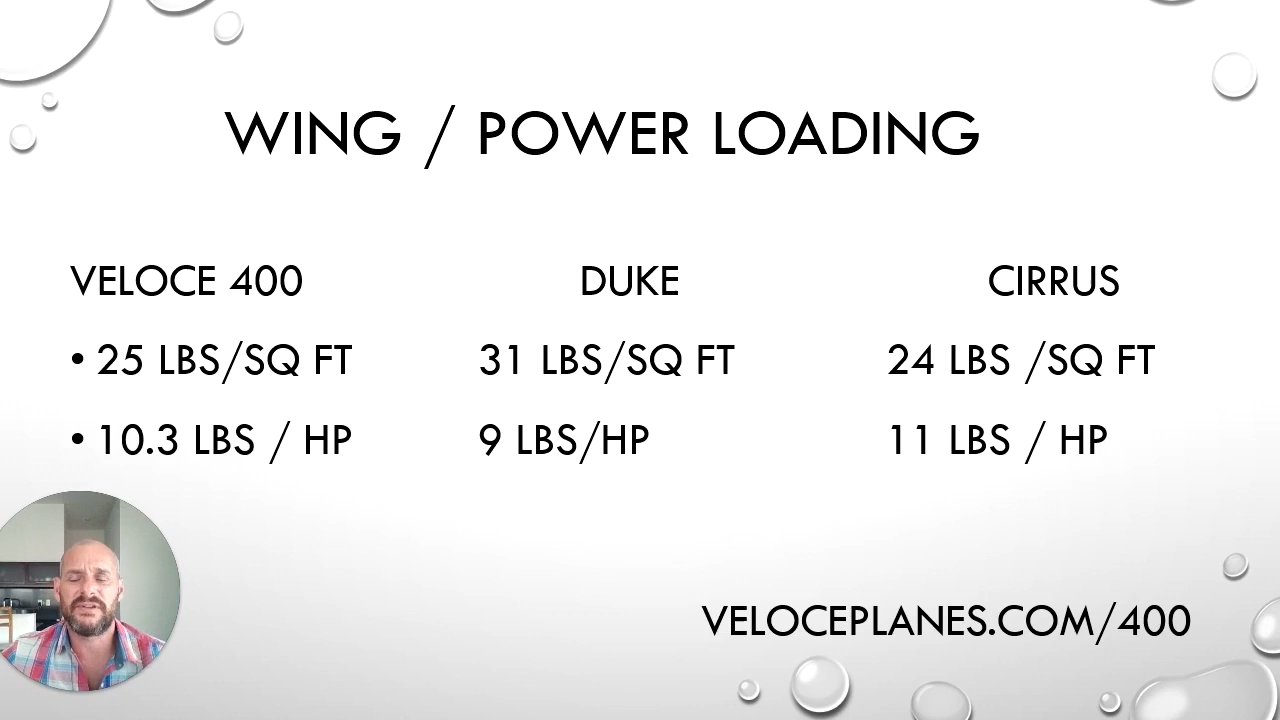 WING / POWER LOADING
VELOCE 400 DUKE CIRRUS
• 25 LBS/SQ FT 31 LBS/SQ FT 24 LBS /SQ FT
• 10.3 LBS / HP 9 LBS/HP 11 LBS / HP
VELOCEPLANES.COM/400